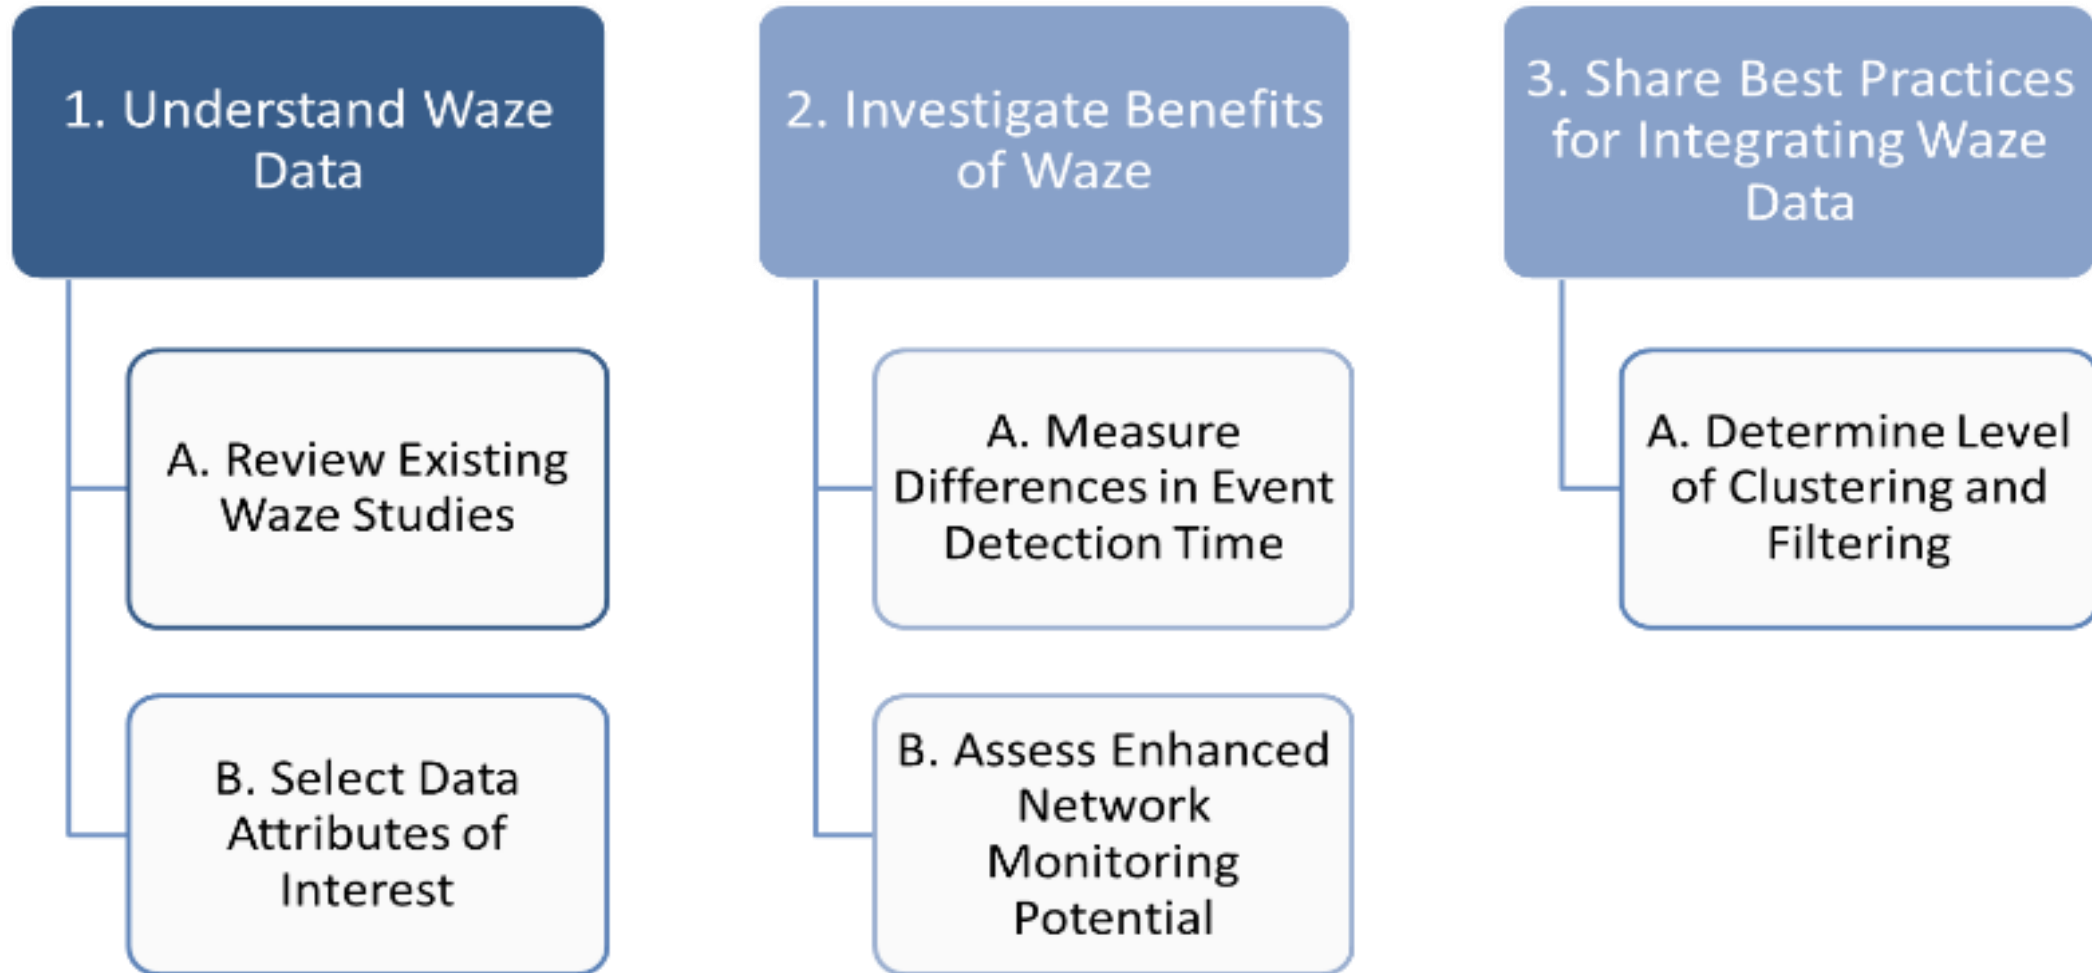 1. Understand Waze
Data
A. Review Existing
Waze Studies
B. Select Data
Attributes of
Interest
2. Investigate Benefits
of Waze
A. Measure
Differences in Event
Detection Time
B. Assess Enhanced
Network
Monitoring
Potential
3. Share Best Practices
for Integrating Waze
Data
A. Determine Level
of Clustering and
Filtering